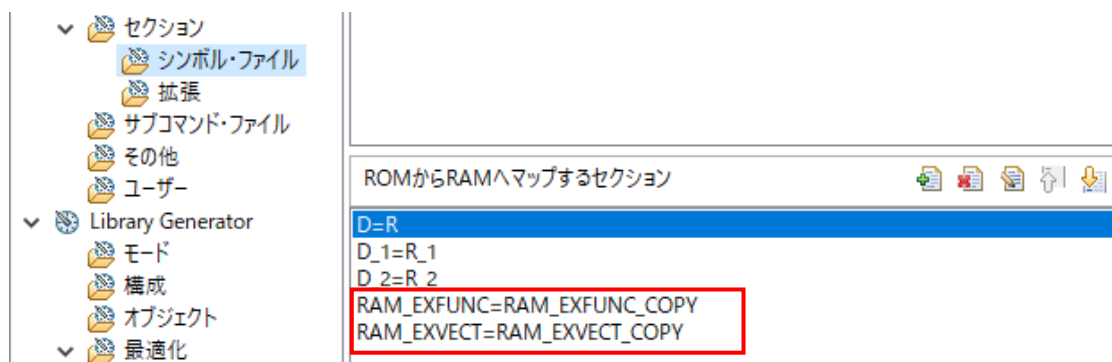 セクション
シンボル・ファイル
拡張
サブコマンド・ファイル
その他
ユーザー
Library Generator
モード
構成
オブジェクト
最適化
ROMからRAMへマップするセクション
D=R
D_1=R_1
D_2=R_2
RAM_EXFUNC=RAM_EXFUNC_COPY
RAM_EXVECT=RAM_EXVECT_COPY